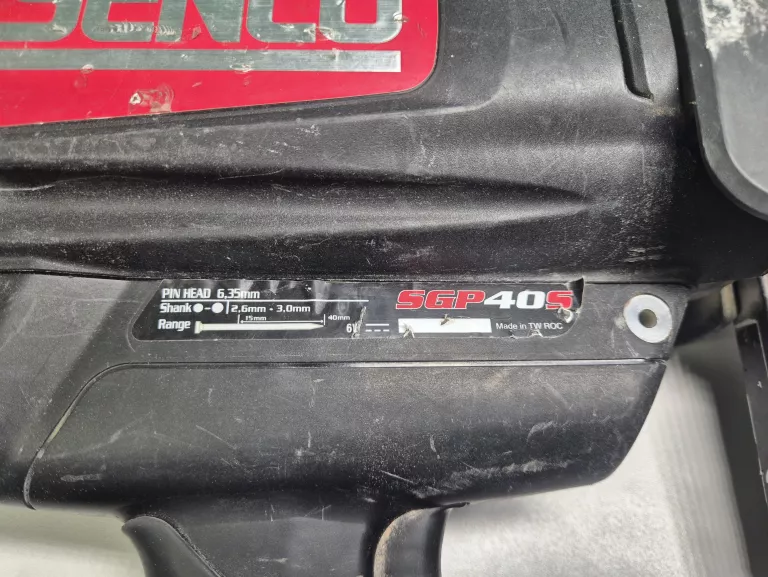 SENCO
PIN HEAD 6,35mm
SGP40S
Shank - | 2,6mm - 3,0mm
15mm 40mm
Range
6V
Made in TW ROC